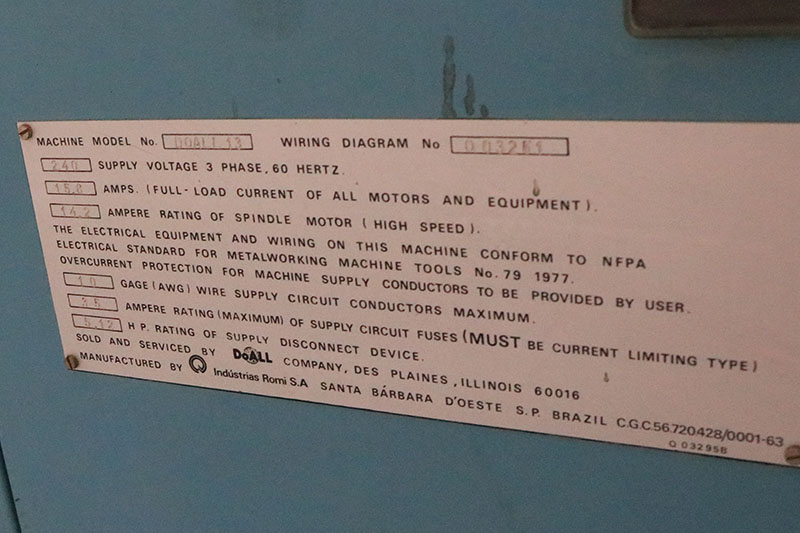 MACHINE MODEL No. DOALL 13 WIRING DIAGRAM No
240 SUPPLY VOLTAGE 3 PHASE, 60 HERTZ.
15.8 AMPS. (FULL-LOAD CURRENT OF ALL MOTORS AND EQUIPMENT).
14.2 AMPERE RATING OF SPINDLE MOTOR (HIGH SPEED).
THE ELECTRICAL EQUIPMENT AND WIRING ON THIS MACHINE CONFORM TO NFPA
ELECTRICAL STANDARD FOR METALWORKING MACHINE TOOLS No. 79 1977.
OVERCURRENT PROTECTION FOR MACHINE SUPPLY CONDUCTORS TO BE PROVIDED BY USER.
10 GAGE (AWG) WIRE SUPPLY CIRCUIT CONDUCTORS MAXIMUM.
35 AMPERE RATING (MAXIMUM) OF SUPPLY CIRCUIT FUSES (MUST BE CURRENT LIMITING TYPE)
5.12 H P. RATING OF SUPPLY DISCONNECT DEVICE.
SOLD AND SERVICED BY DoALL COMPANY, DES PLAINES, ILLINOIS 60016
MANUFACTURED BY Indústrias Romi S.A SANTA BÁRBARA D'OESTE S.P. BRAZIL C.G.C.56.720428/0001-63
Q 03295B